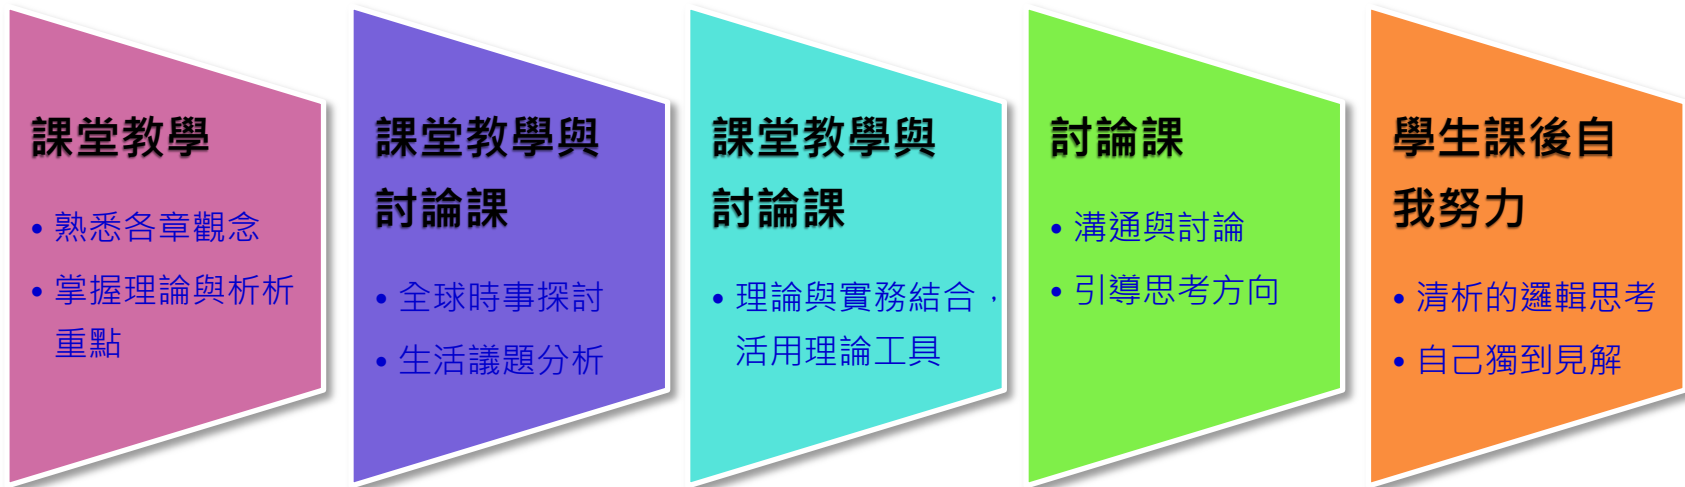 課堂教學
• 熟悉各章觀念
• 掌握理論與析析
重點
課堂教學與
討論課
• 全球時事探討
• 生活議題分析
課堂教學與
討論課
• 理論與實務結合，
活用理論工具
討論課
• 溝通與討論
• 引導思考方向
學生課後自
我努力
• 清析的邏輯思考
• 自己獨到見解